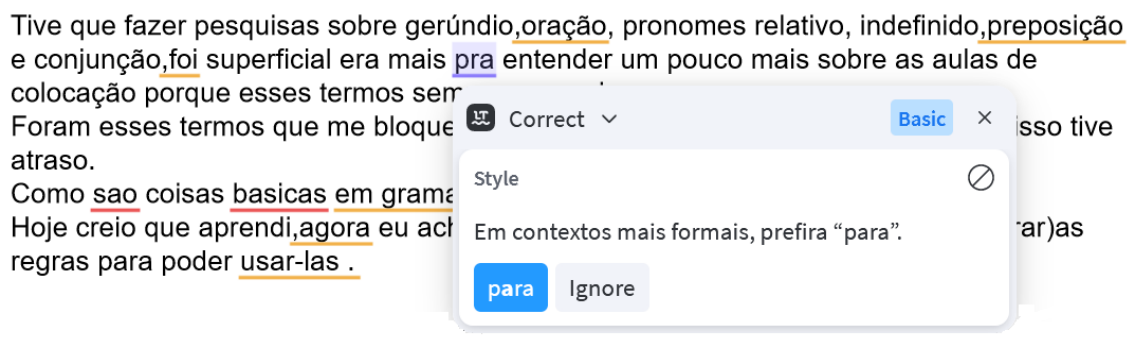 Tive que fazer pesquisas sobre gerúndio,oração, pronomes relativo, indefinido,preposição
e conjunção,foi superficial era mais pra entender um pouco mais sobre as aulas de
colocação porque esses termos sem
Foram esses termos que me bloque isso tive
atraso.
Como sao coisas basicas em grama
Hoje creio que aprendi,agora eu ach rar)as
regras para poder usar-las .
Correct
Basic
Style
Em contextos mais formais, prefira “para”.
para Ignore